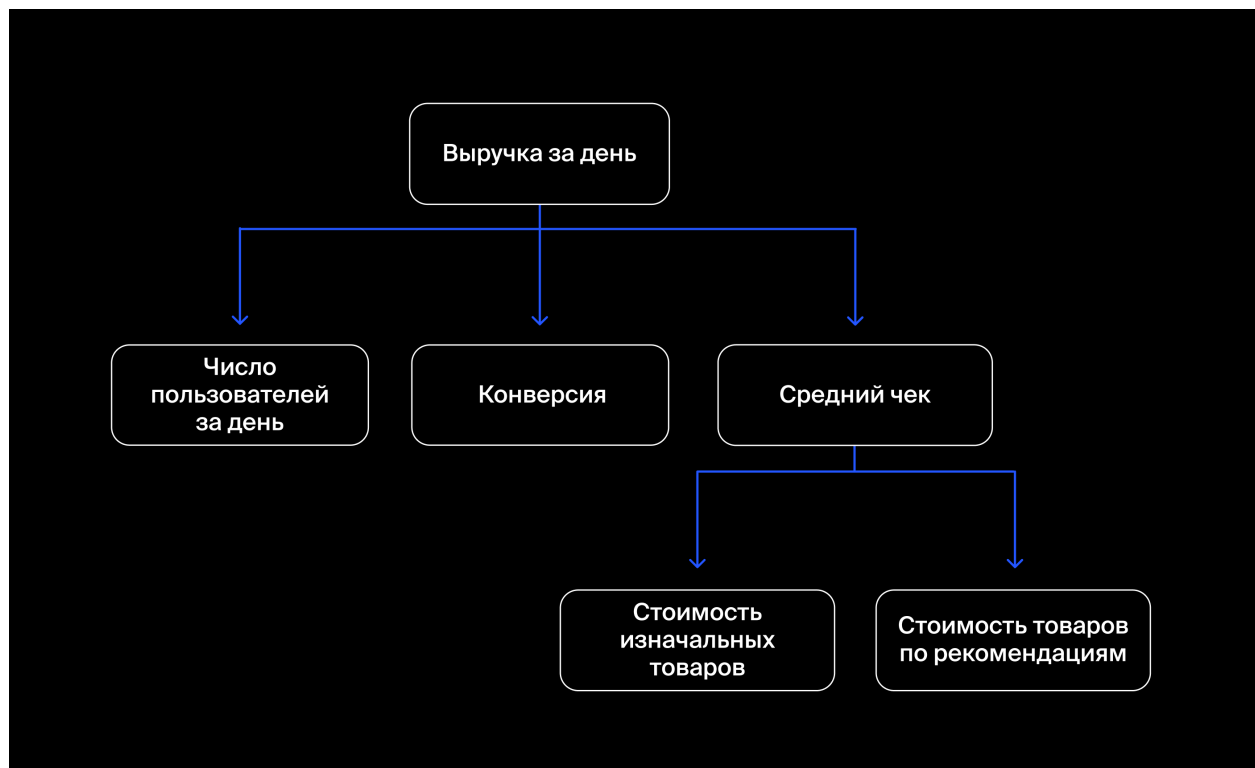 Выручка за день
Число
пользователей
за день
Конверсия
Средний чек
Стоимость
изначальных
товаров
Стоимость товаров
по рекомендациям